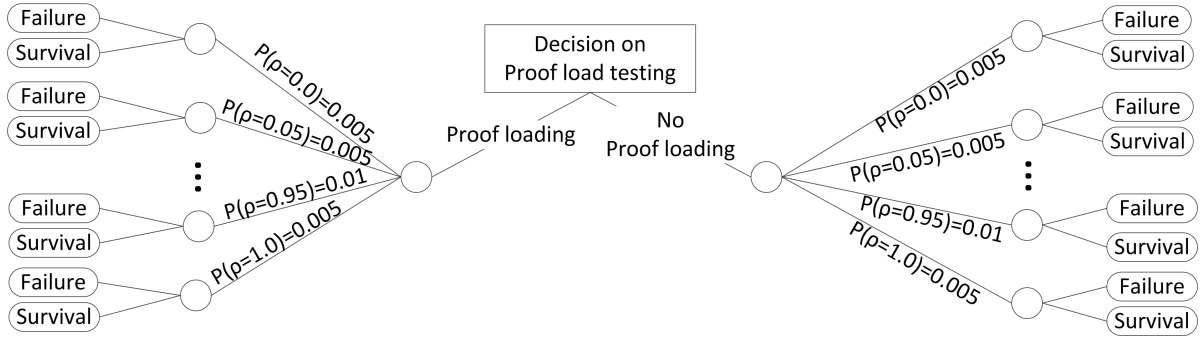 Decision on
Proof load testing
Proof loading
No
Proof loading
Failure
Survival
P(ρ=0.0)=0.005
Failure
Survival
P(ρ=0.05)=0.005
Failure
Survival
P(ρ=0.95)=0.01
Failure
Survival
P(ρ=1.0)=0.005
P(ρ=0.0)=0.005
Failure
Survival
P(ρ=0.05)=0.005
Failure
Survival
P(ρ=0.95)=0.01
Failure
Survival
P(ρ=1.0)=0.005
Failure
Survival